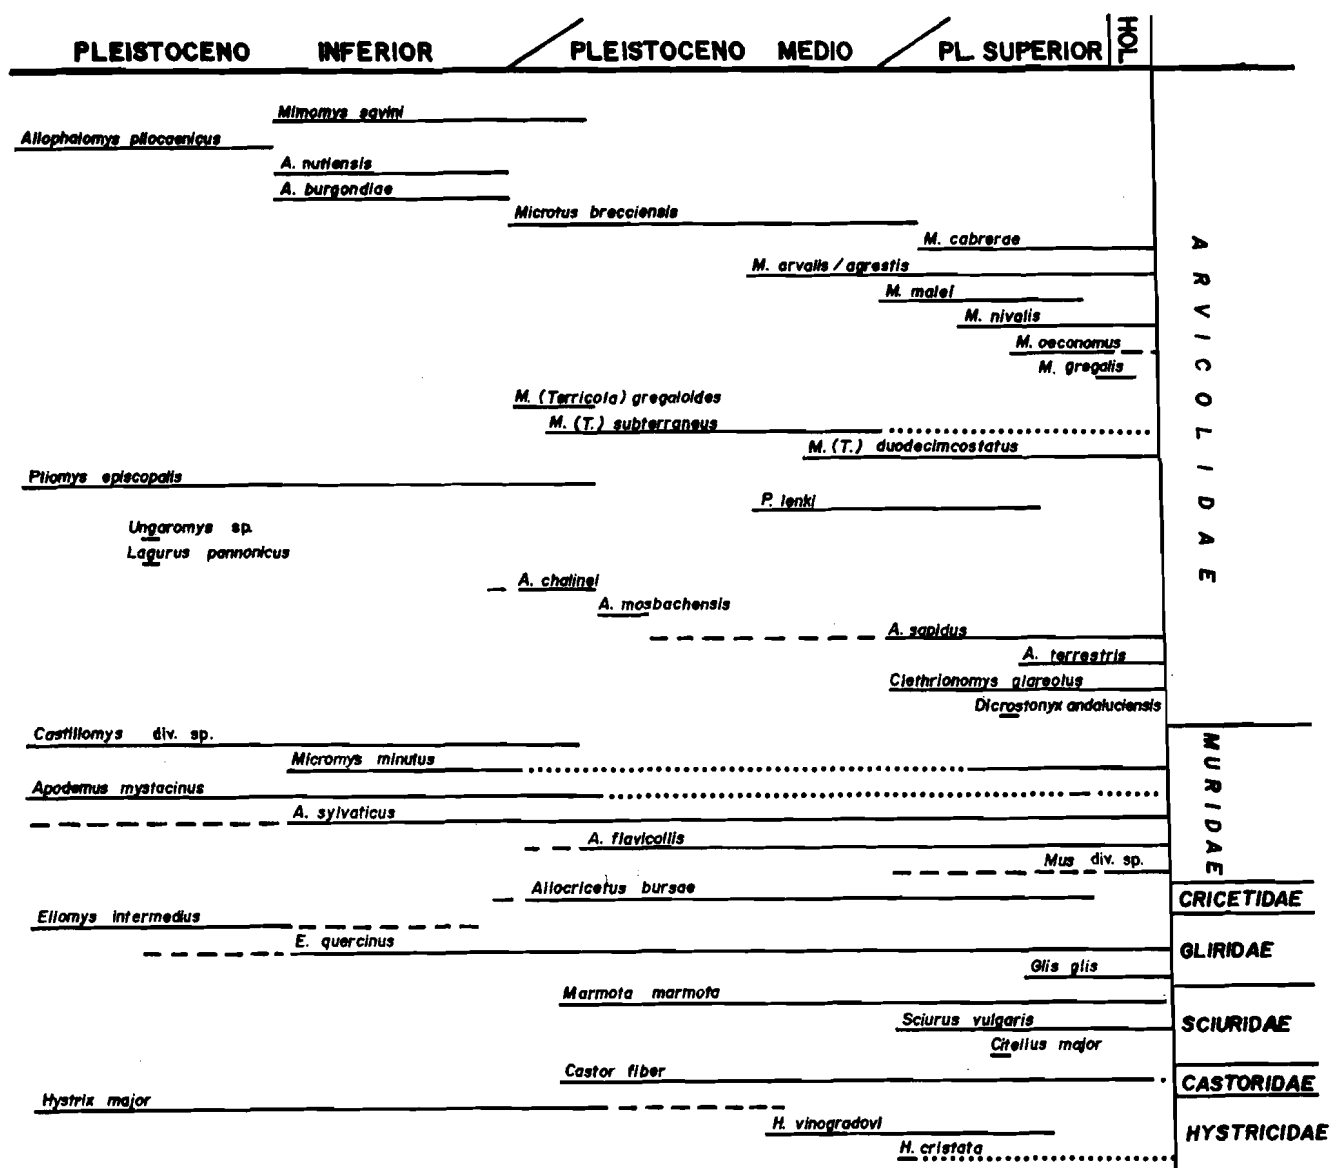 PLEISTOCENO INFERIOR PLEISTOCENO MEDIO PL. SUPERIOR HOL
Mimomys savini
Allophaiomys pliocaenicus
A. nutiensis
A. burgondiae
Microtus brecciensis
M. cabrerae
M. arvalis / agrestis
M. malei
M. nivalis
M. oeconomus
M. gregalis
M. (Terricola) gregaloides
M. (T.) subterraneus
M. (T.) duodecimcostatus
Pliomys episcopalis
P. lenki
Ungaromys sp.
Lagurus pannonicus
A. chalinei
A. mosbachensis
A. sapidus
A. terrestris
Clethrionomys glareolus
Dicrostonyx andaluciensis
ARVICOLIDAE
Castillomys div. sp.
Micromys minutus
Apodemus mystacinus
A. sylvaticus
A. flavicollis
Mus div. sp.
MURIDAE
Allocricetus bursae
CRICETIDAE
Eliomys intermedius
E. quercinus
GLIRIDAE
Glis glis
Marmota marmota
Sciurus vulgaris
SCIURIDAE
Citellus major
Castor fiber
CASTORIDAE
Hystrix major
H. vinogradovi
HYSTRICIDAE
H. cristata